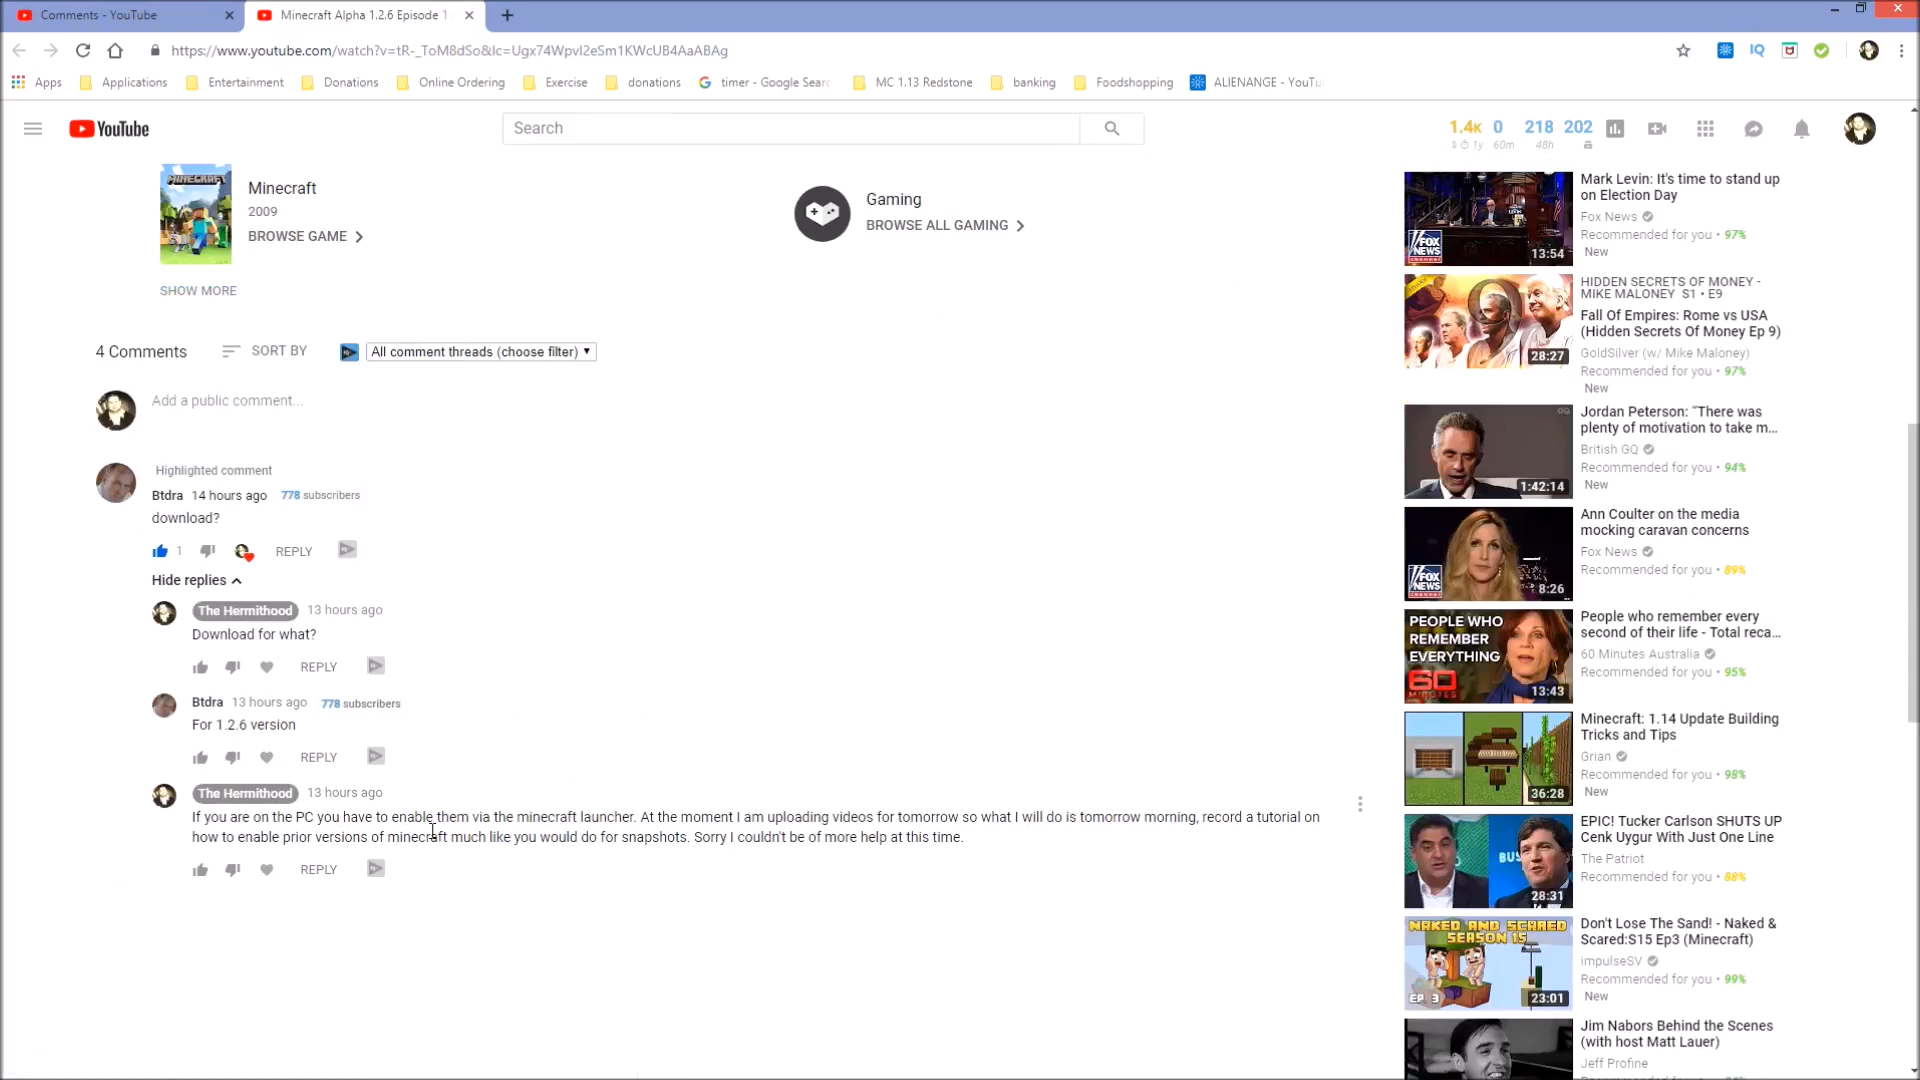 Comments - YouTube
Minecraft Alpha 1.2.6 Episode 1
https://www.youtube.com/watch?v=tR-_ToM8dSo&lc=Ugx74Wpvl2eSm1KWcUB4AaABAg
IQ
Apps
Applications
Entertainment
Donations
Online Ordering
Exercise
donations
timer - Google Searc
MC 1.13 Redstone
banking
Foodshopping
ALIENANGE - YouTu
YouTube
Search
1.4K 0 218 202
1y 60m 48h
MINECRAFT
Minecraft
2009
BROWSE GAME
Gaming
BROWSE ALL GAMING
SHOW MORE
4 Comments
SORT BY
All comment threads (choose filter)
Add a public comment...
Highlighted comment
Btdra 14 hours ago 778 subscribers
download?
1
REPLY
Hide replies
The Hermithood 13 hours ago
Download for what?
REPLY
Btdra 13 hours ago 778 subscribers
For 1.2.6 version
REPLY
The Hermithood 13 hours ago
If you are on the PC you have to enable them via the minecraft launcher. At the moment I am uploading videos for tomorrow so what I will do is tomorrow morning, record a tutorial on
how to enable prior versions of minecraft much like you would do for snapshots. Sorry I couldn't be of more help at this time.
REPLY
FOX NEWS
13:54
Mark Levin: It's time to stand up
on Election Day
Fox News
Recommended for you • 97%
New
28:27
HIDDEN SECRETS OF MONEY -
MIKE MALONEY S1 • E9
Fall Of Empires: Rome vs USA
(Hidden Secrets Of Money Ep 9)
GoldSilver (w/ Mike Maloney)
Recommended for you • 97%
New
GQ
1:42:14
Jordan Peterson: "There was
plenty of motivation to take m...
British GQ
Recommended for you • 94%
New
FOX NEWS
8:26
Ann Coulter on the media
mocking caravan concerns
Fox News
Recommended for you • 89%
PEOPLE WHO
REMEMBER
EVERYTHING
60
MINUTES
13:43
People who remember every
second of their life - Total reca...
60 Minutes Australia
Recommended for you • 95%
36:28
Minecraft: 1.14 Update Building
Tricks and Tips
Grian
Recommended for you • 98%
New
28:31
EPIC! Tucker Carlson SHUTS UP
Cenk Uygur With Just One Line
The Patriot
Recommended for you • 88%
NAKED AND SCARED
SEASON 15
EP 3
23:01
Don't Lose The Sand! - Naked &
Scared:S15 Ep3 (Minecraft)
impulseSV
Recommended for you • 99%
New
Jim Nabors Behind the Scenes
(with host Matt Lauer)
Jeff Profine